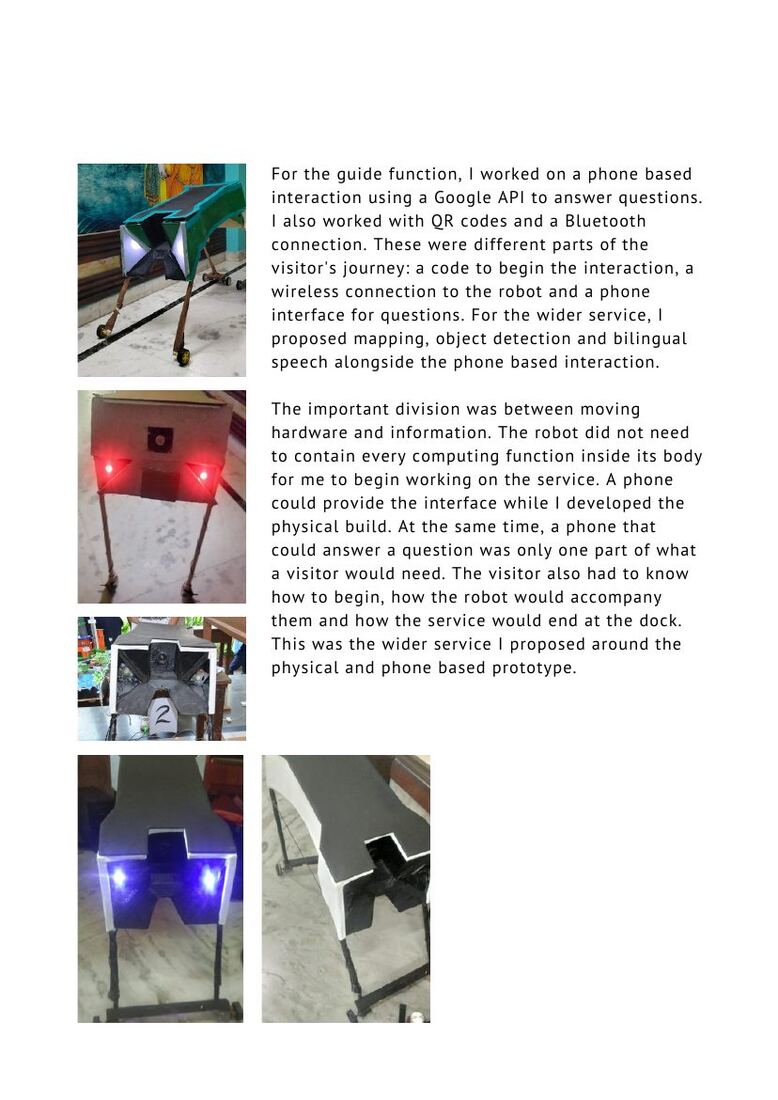 For the guide function, I worked on a phone based
interaction using a Google API to answer questions.
I also worked with QR codes and a Bluetooth
connection. These were different parts of the
visitor's journey: a code to begin the interaction, a
wireless connection to the robot and a phone
interface for questions. For the wider service, I
proposed mapping, object detection and bilingual
speech alongside the phone based interaction.
The important division was between moving
hardware and information. The robot did not need
to contain every computing function inside its body
for me to begin working on the service. A phone
could provide the interface while I developed the
physical build. At the same time, a phone that
could answer a question was only one part of what
a visitor would need. The visitor also had to know
how to begin, how the robot would accompany
them and how the service would end at the dock.
This was the wider service I proposed around the
physical and phone based prototype.
2